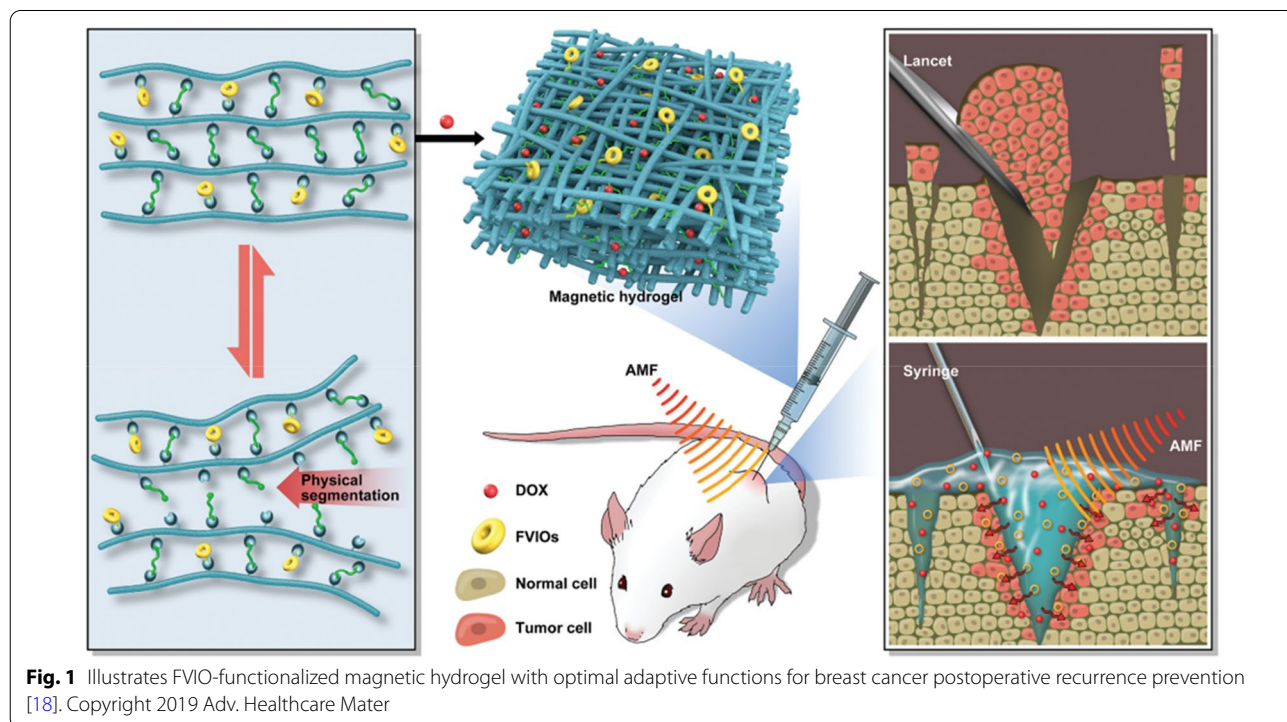 Lancet
Magnetic hydrogel
AMF
Physical
segmentation
DOX
FVIOs
Normal cell
Tumor cell
Syringe
AMF
Fig. 1 Illustrates FVIO-functionalized magnetic hydrogel with optimal adaptive functions for breast cancer postoperative recurrence prevention
[18]. Copyright 2019 Adv. Healthcare Mater